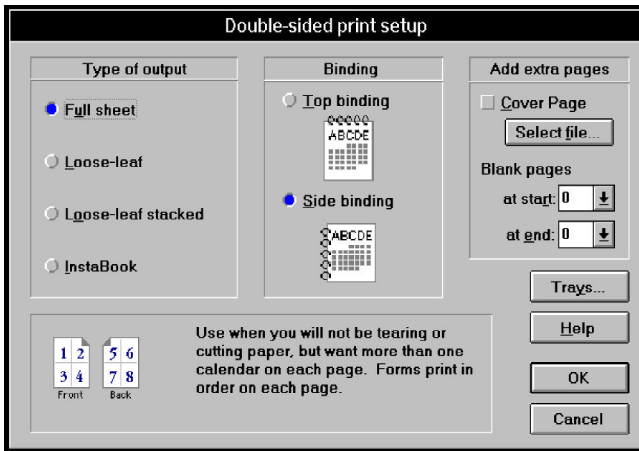 Double-sided print setup
Type of output
Full sheet
Loose-leaf
Loose-leaf stacked
InstaBook
Binding
Top binding
ABCDE
Side binding
ABCDE
Add extra pages
Cover Page
Select file...
Blank pages
at start: 0
at end: 0
Trays...
Help
OK
Cancel
1 2 5 6
3 4 7 8
Front Back
Use when you will not be tearing or
cutting paper, but want more than one
calendar on each page. Forms print in
order on each page.